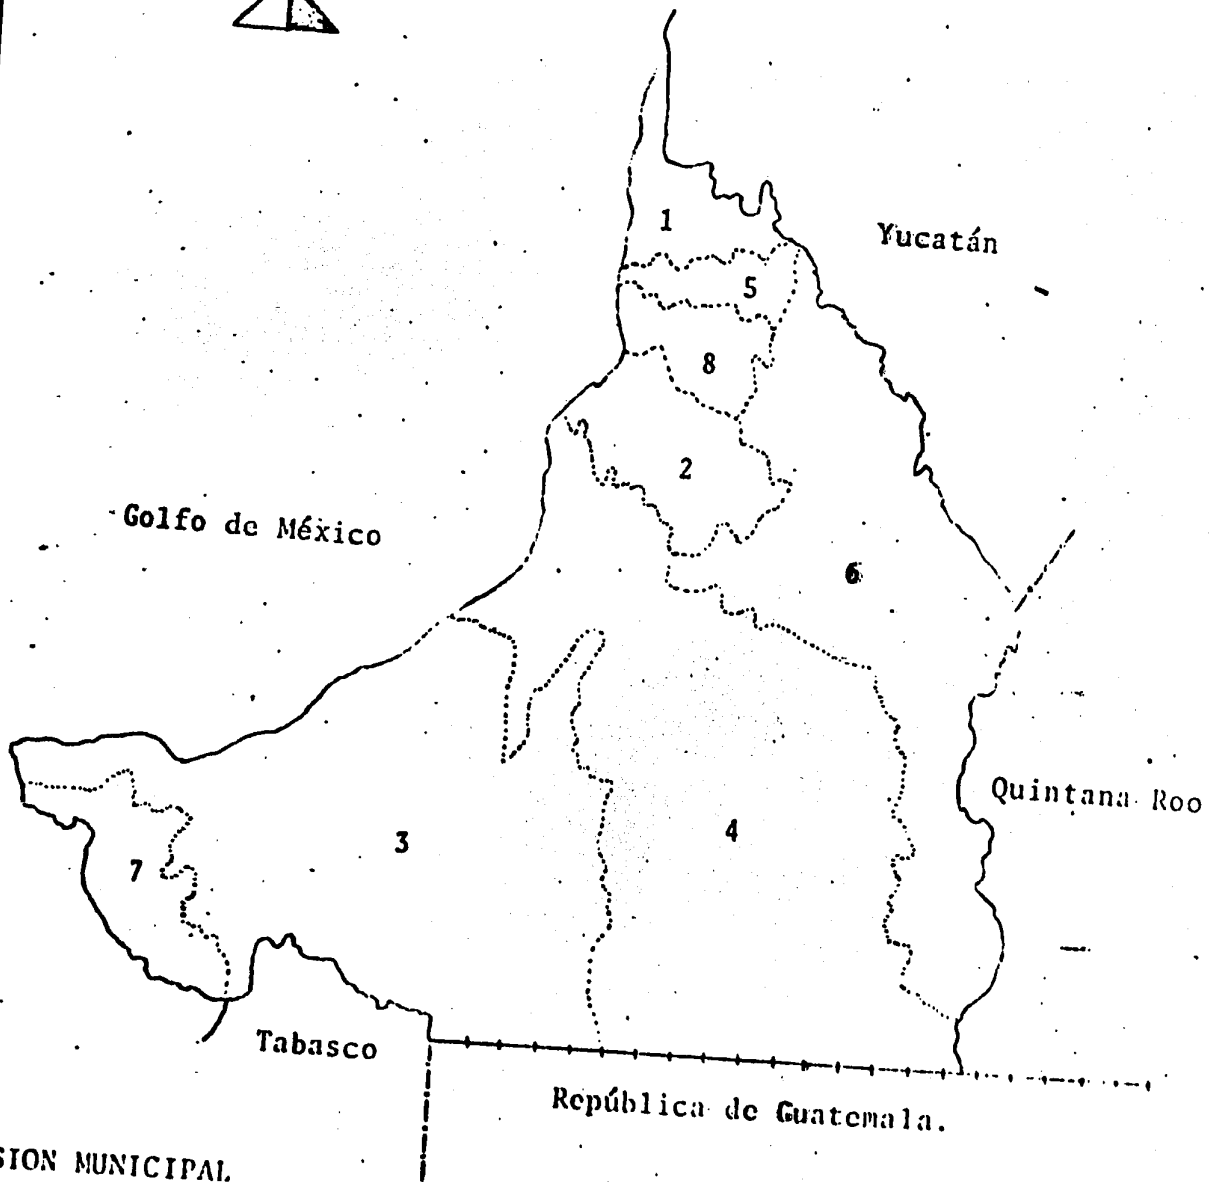 1
Yucatán
5
8
2
Golfo de México
6
Quintana Roo
3
4
7
Tabasco
República de Guatemala.
SION MUNICIPAL